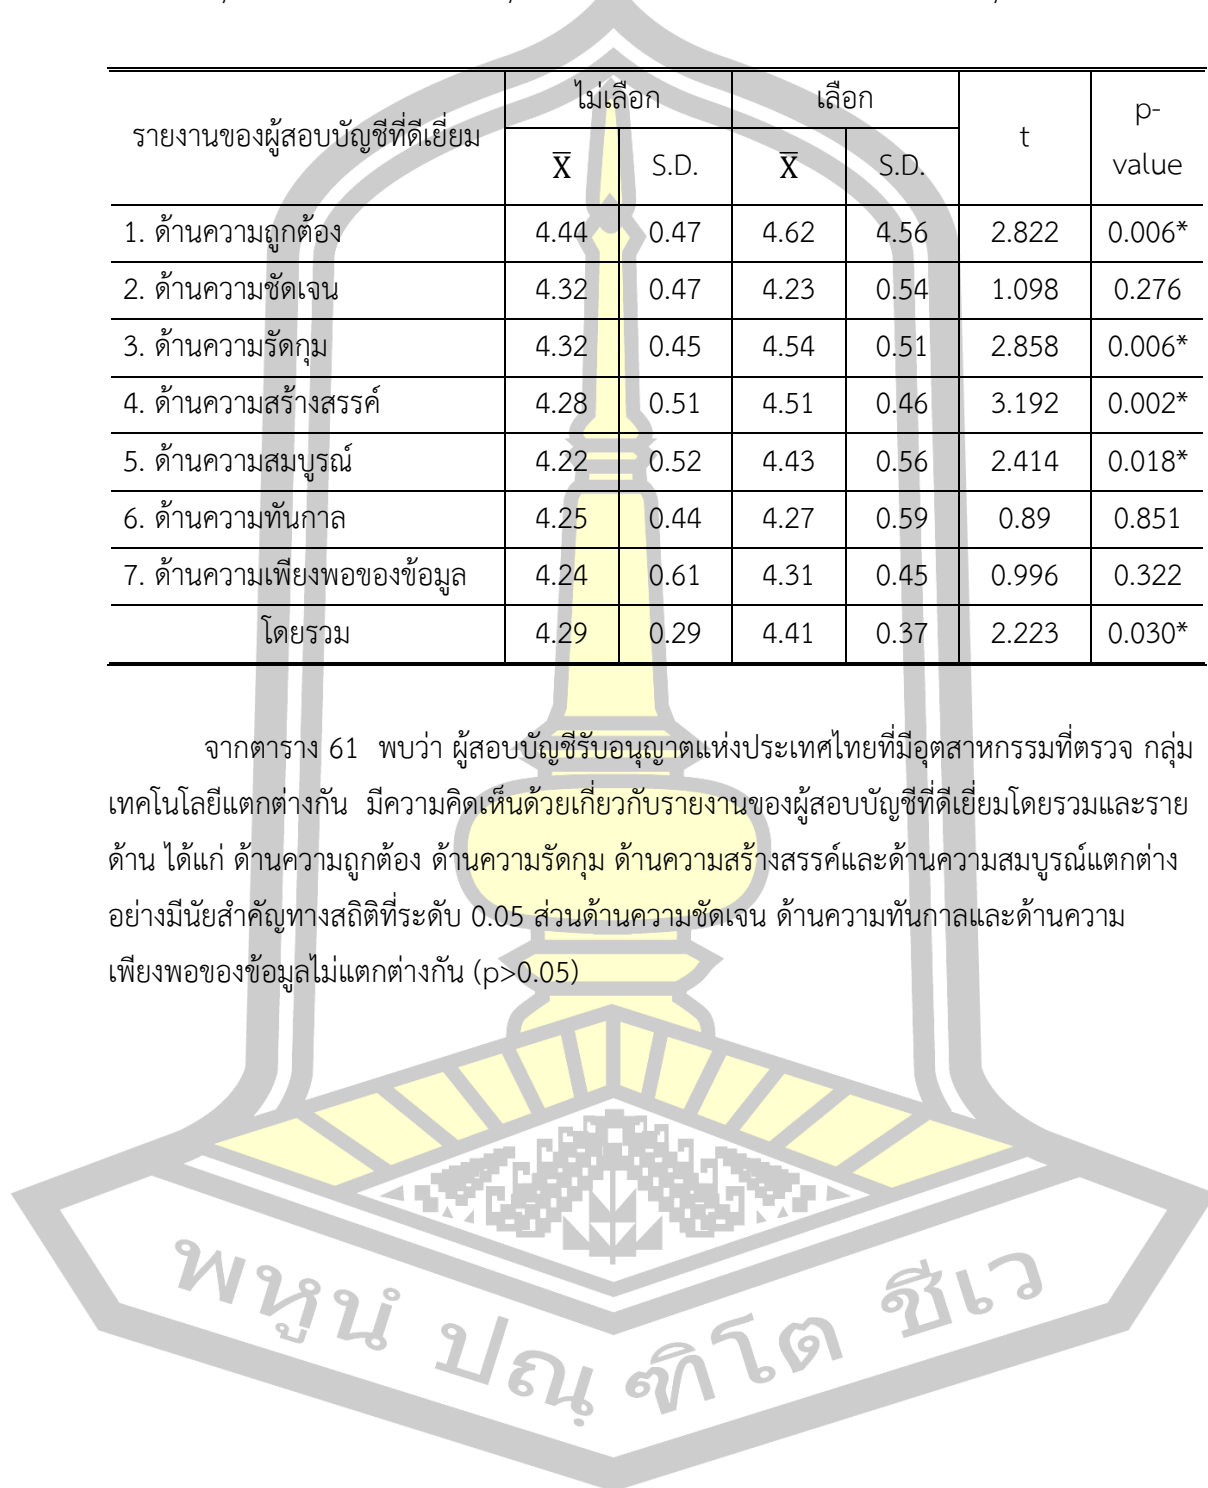 รายงานของผู้สอบบัญชีที่ดีเยี่ยม ไม่เลือก เลือก t p-value
X̅ S.D. X̅ S.D.
1. ด้านความถูกต้อง 4.44 0.47 4.62 4.56 2.822 0.006*
2. ด้านความชัดเจน 4.32 0.47 4.23 0.54 1.098 0.276
3. ด้านความรัดกุม 4.32 0.45 4.54 0.51 2.858 0.006*
4. ด้านความสร้างสรรค์ 4.28 0.51 4.51 0.46 3.192 0.002*
5. ด้านความสมบูรณ์ 4.22 0.52 4.43 0.56 2.414 0.018*
6. ด้านความทันกาล 4.25 0.44 4.27 0.59 0.89 0.851
7. ด้านความเพียงพอของข้อมูล 4.24 0.61 4.31 0.45 0.996 0.322
โดยรวม 4.29 0.29 4.41 0.37 2.223 0.030*
จากตาราง 61 พบว่า ผู้สอบบัญชีรับอนุญาตแห่งประเทศไทยที่มีอุตสาหกรรมที่ตรวจ กลุ่ม
เทคโนโลยีแตกต่างกัน มีความคิดเห็นด้วยเกี่ยวกับรายงานของผู้สอบบัญชีที่ดีเยี่ยมโดยรวมและราย
ด้าน ได้แก่ ด้านความถูกต้อง ด้านความรัดกุม ด้านความสร้างสรรค์และด้านความสมบูรณ์แตกต่าง
อย่างมีนัยสำคัญทางสถิติที่ระดับ 0.05 ส่วนด้านความชัดเจน ด้านความทันกาลและด้านความ
เพียงพอของข้อมูลไม่แตกต่างกัน (p>0.05)
พหูนํ ปณฺฑิโต ชีเว